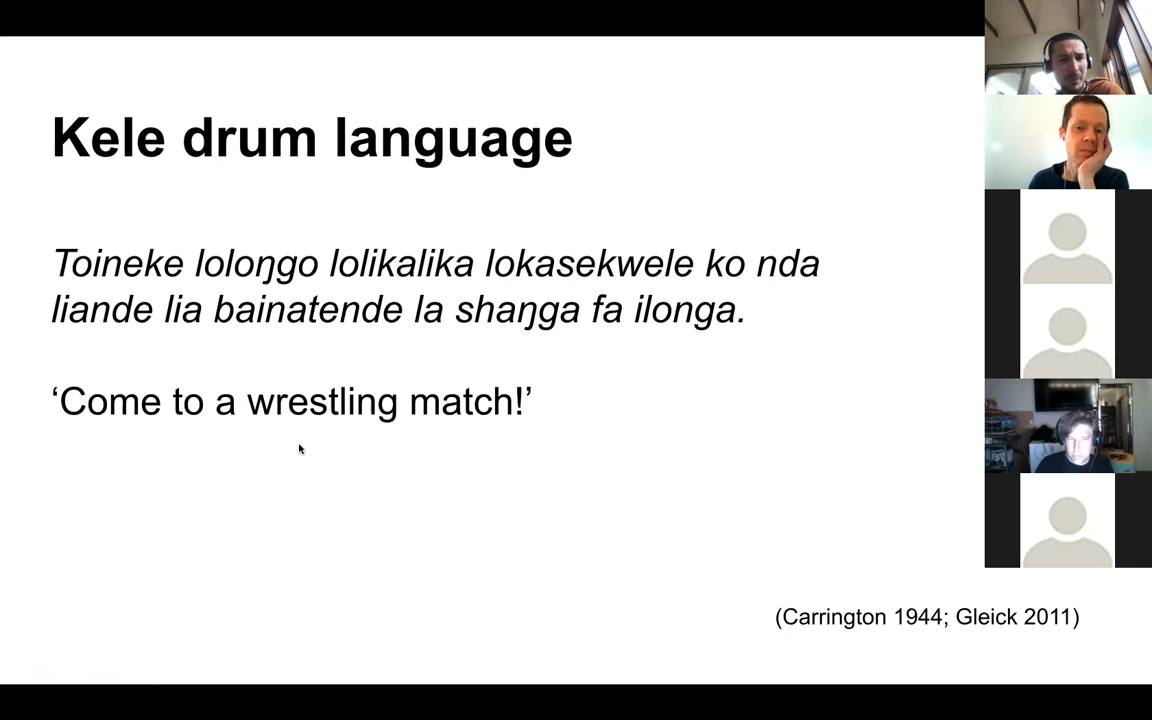 Kele drum language
Toineke loloŋgo lolikalika lokasekwele ko nda
liande lia bainatende la shaŋga fa ilonga.
‘Come to a wrestling match!’
(Carrington 1944; Gleick 2011)